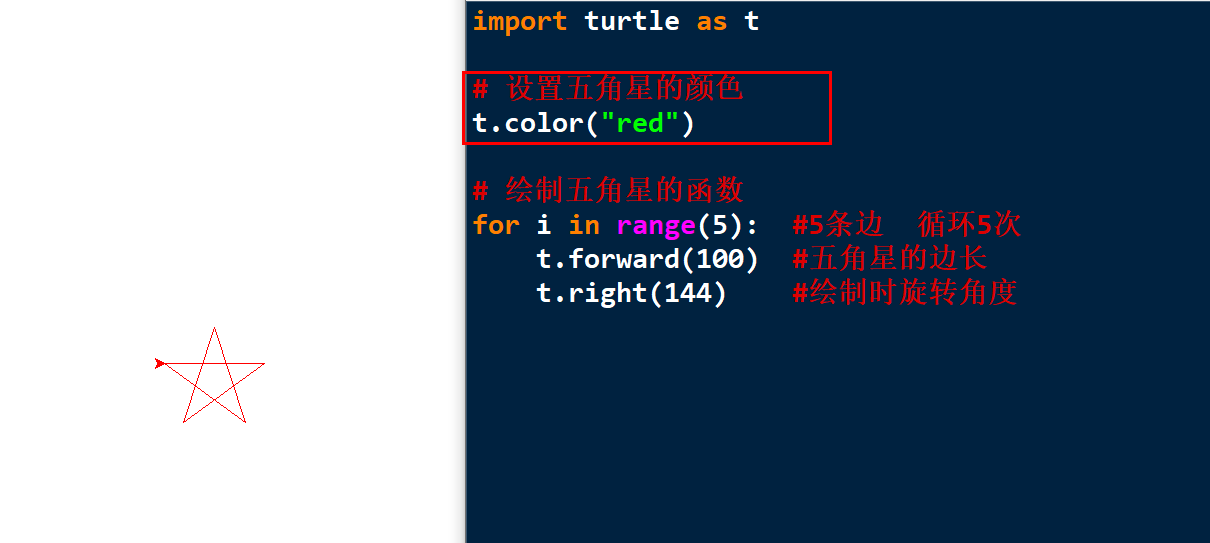 import turtle as t
# 设置五角星的颜色
t.color("red")
# 绘制五角星的函数
for i in range(5):  #5条边  循环5次
    t.forward(100)  #五角星的边长
    t.right(144)    #绘制时旋转角度